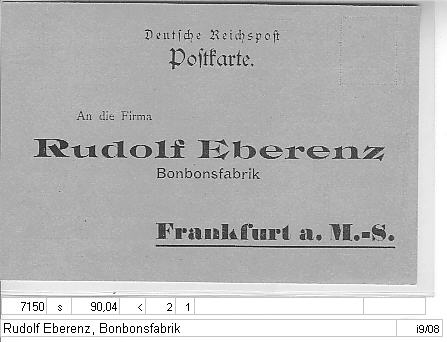 Deutsche Reichspost
Postkarte.
An die Firma
Rudolf Eberenz
Bonbonsfabrik
Frankfurt a. M.-S.
7150 s 90,04 < 2 1
Rudolf Eberenz, Bonbonsfabrik i9/08